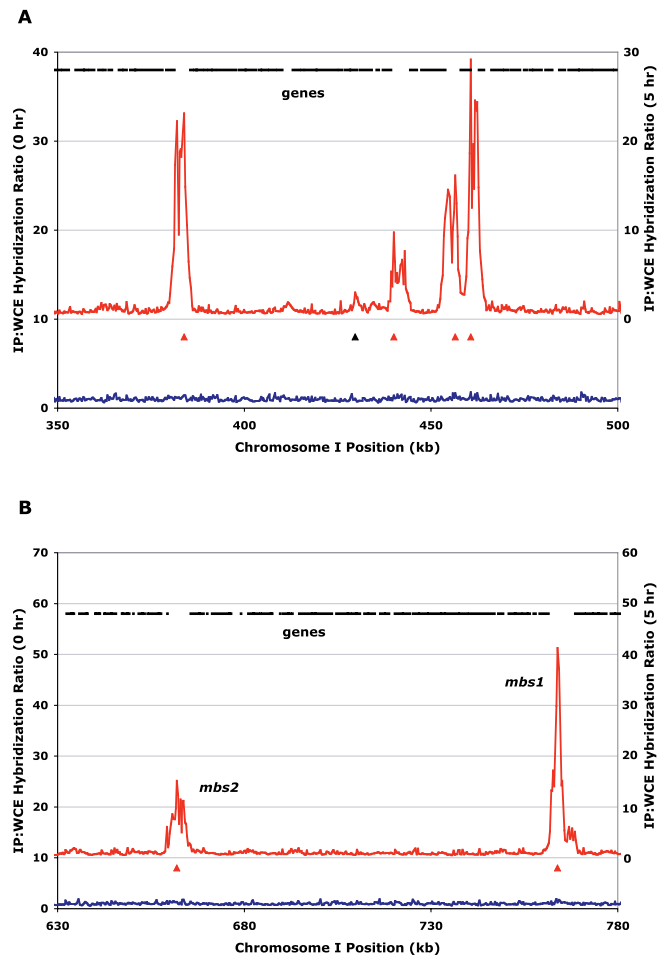 A
IP:WCE Hybridization Ratio (0 hr)
40
30
20
10
0
genes
30
20
10
0
IP:WCE Hybridization Ratio (5 hr)
350
400
450
500
Chromosome I Position (kb)
B
IP:WCE Hybridization Ratio (0 hr)
70
60
50
40
30
20
10
0
genes
mbs1
mbs2
60
50
40
30
20
10
0
IP:WCE Hybridization Ratio (5 hr)
630
680
730
780
Chromosome I Position (kb)